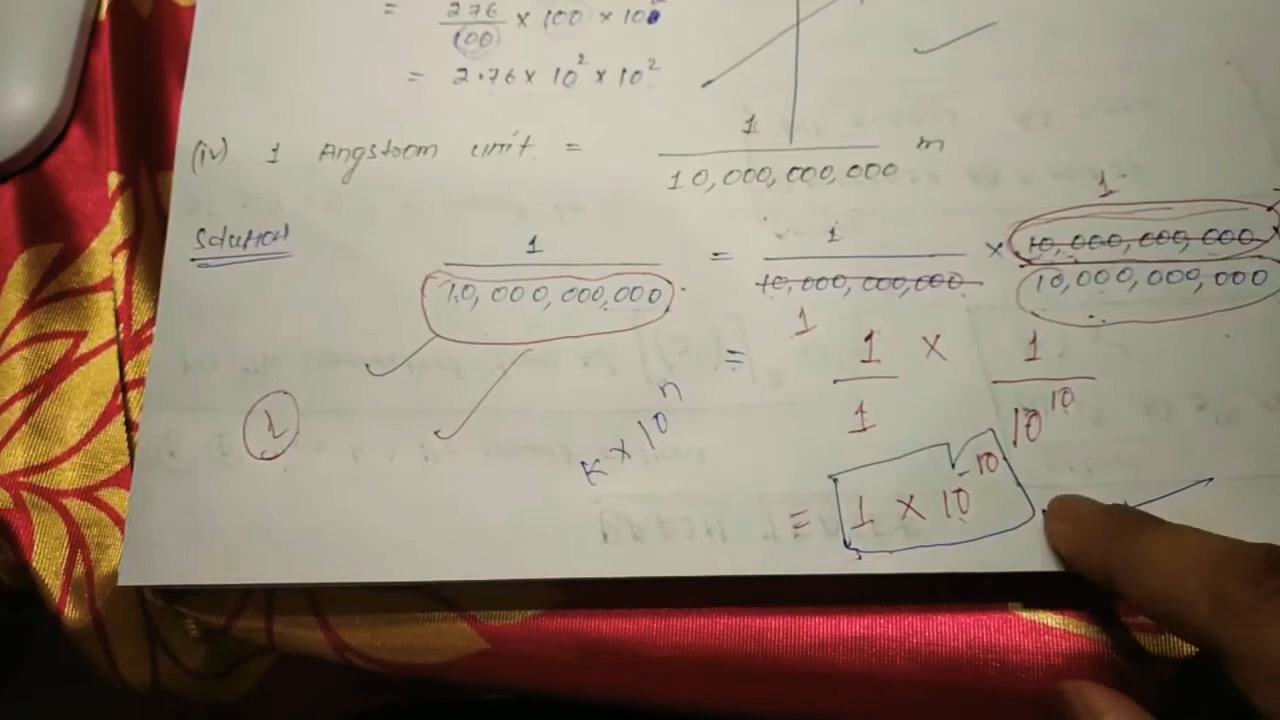 = 276/100 × 100 × 100
= 2.76 × 10² × 10²
(iv) 1 Angstoom unit = 1/10,000,000,000 m
Solution 1/10,000,000,000 = 1/10,000,000,000 × 10,000,000,000/10,000,000,000
1 1
= 1/1 × 1/10¹⁰
K × 10ⁿ
1
= 1 × 10⁻¹⁰